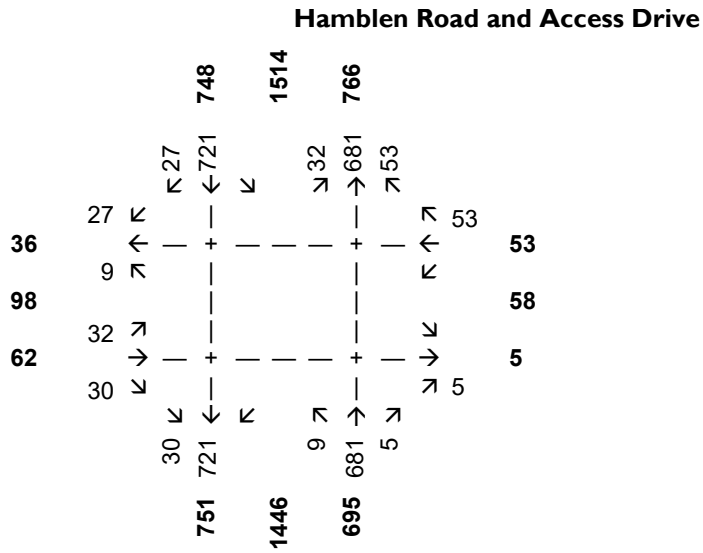 Hamblen Road and Access Drive
748 1514 766
27 721 32 681 53
↖ ↓ ↘ ↗ ↑ ↖
27 ↙ | | ↖ 53
36 ← — + — — — + — ← 53
9 ↖ | | ↙
98 | | 58
32 ↗ | | ↘
62 → — + — — — + — → 5
30 ↘ | | ↗ 5
↘ ↓ ↙ ↖ ↑ ↗
30 721 9 681 5
751 1446 695